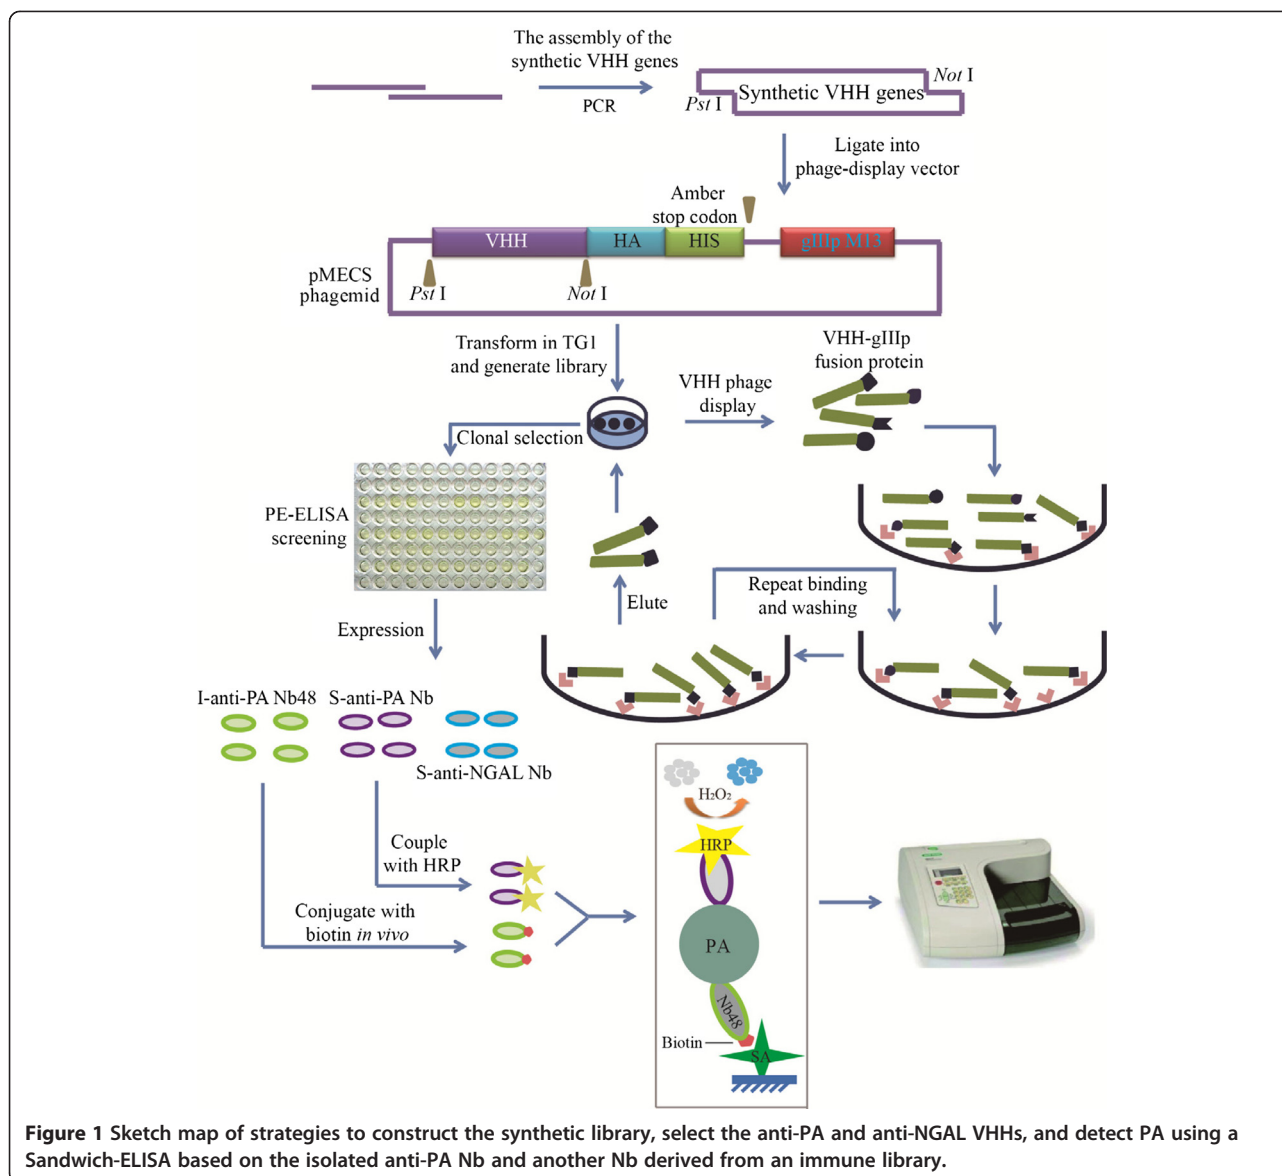 The assembly of the
synthetic VHH genes
PCR
Not I
Synthetic VHH genes
Pst I
Ligate into
phage-display vector
Amber
stop codon
VHH
HA
HIS
gIIIp M13
pMECS
phagemid
Pst I
Not I
Transform in TG1
and generate library
VHH-gIIIp
fusion protein
VHH phage
display
Clonal selection
PE-ELISA
screening
Repeat binding
and washing
Elute
Expression
I-anti-PA Nb48
S-anti-PA Nb
S-anti-NGAL Nb
H₂O₂
HRP
Couple
with HRP
Conjugate with
biotin in vivo
PA
Nb48
Biotin
SA
Figure 1 Sketch map of strategies to construct the synthetic library, select the anti-PA and anti-NGAL VHHs, and detect PA using a
Sandwich-ELISA based on the isolated anti-PA Nb and another Nb derived from an immune library.